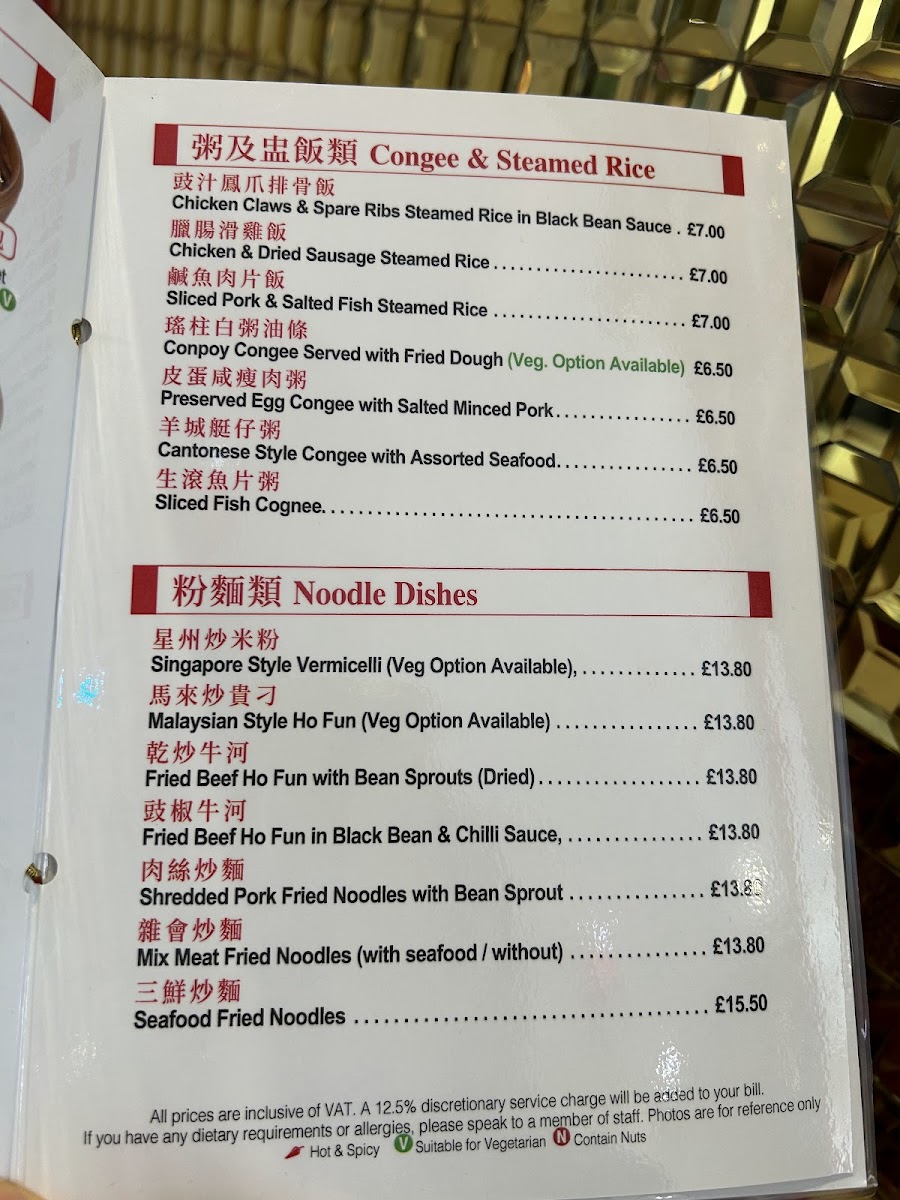 粥及盅飯類 Congee & Steamed Rice
豉汁鳳爪排骨飯
Chicken Claws & Spare Ribs Steamed Rice in Black Bean Sauce . £7.00
臘腸滑雞飯
Chicken & Dried Sausage Steamed Rice ........................ £7.00
鹹魚肉片飯
Sliced Pork & Salted Fish Steamed Rice ........................ £7.00
瑤柱白粥油條
Conpoy Congee Served with Fried Dough (Veg. Option Available) £6.50
皮蛋咸瘦肉粥
Preserved Egg Congee with Salted Minced Pork................ £6.50
羊城艇仔粥
Cantonese Style Congee with Assorted Seafood................ £6.50
生滾魚片粥
Sliced Fish Cognee.......................................... £6.50
粉麵類 Noodle Dishes
星州炒米粉
Singapore Style Vermicelli (Veg Option Available), ............. £13.80
馬來炒貴刁
Malaysian Style Ho Fun (Veg Option Available) ................ £13.80
乾炒牛河
Fried Beef Ho Fun with Bean Sprouts (Dried).................. £13.80
豉椒牛河
Fried Beef Ho Fun in Black Bean & Chilli Sauce, ............... £13.80
肉絲炒麵
Shredded Pork Fried Noodles with Bean Sprout ............... £13.80
雜會炒麵
Mix Meat Fried Noodles (with seafood / without) ............... £13.80
三鮮炒麵
Seafood Fried Noodles ....................................... £15.50
All prices are inclusive of VAT. A 12.5% discretionary service charge will be added to your bill.
If you have any dietary requirements or allergies, please speak to a member of staff. Photos are for reference only
Hot & Spicy V Suitable for Vegetarian N Contain Nuts